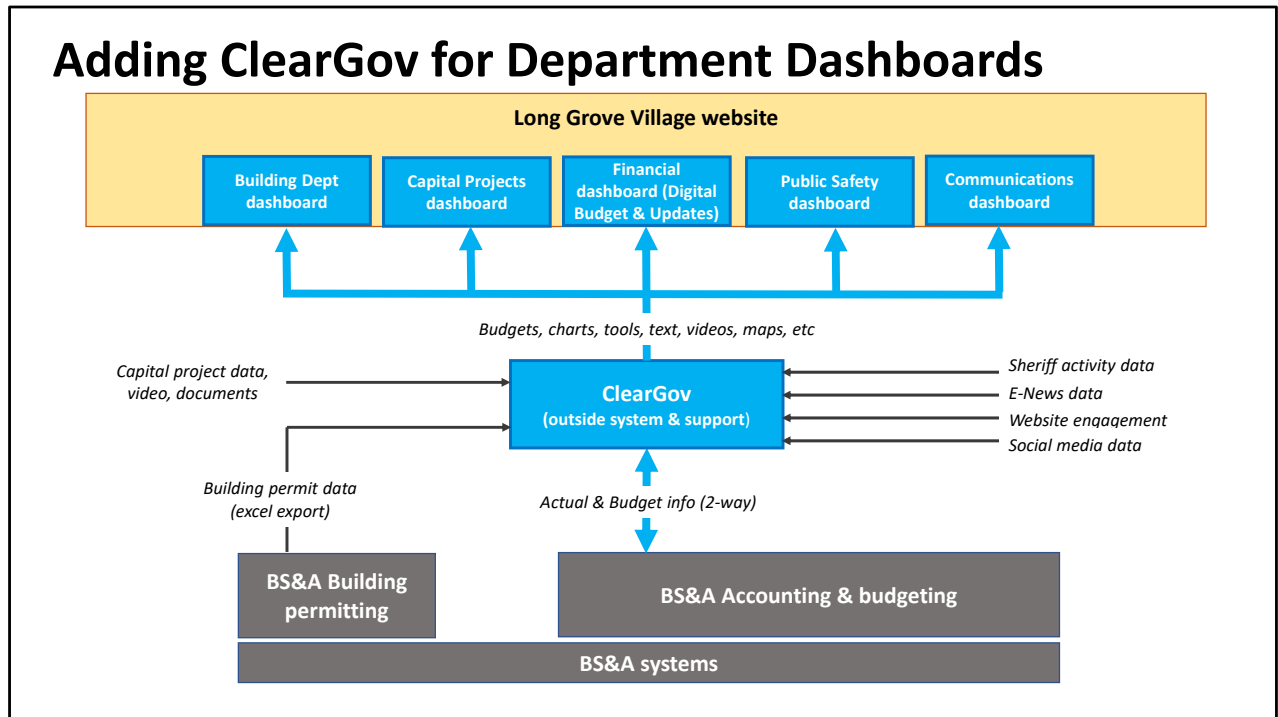 Adding ClearGov for Department Dashboards
Long Grove Village website
Building Dept
dashboard
Capital Projects
dashboard
Financial
dashboard (Digital
Budget & Updates)
Public Safety
dashboard
Communications
dashboard
Budgets, charts, tools, text, videos, maps, etc
Capital project data,
video, documents
ClearGov
(outside system & support)
Sheriff activity data
E-News data
Website engagement
Social media data
Building permit data
(excel export)
Actual & Budget info (2-way)
BS&A Building
permitting
BS&A Accounting & budgeting
BS&A systems